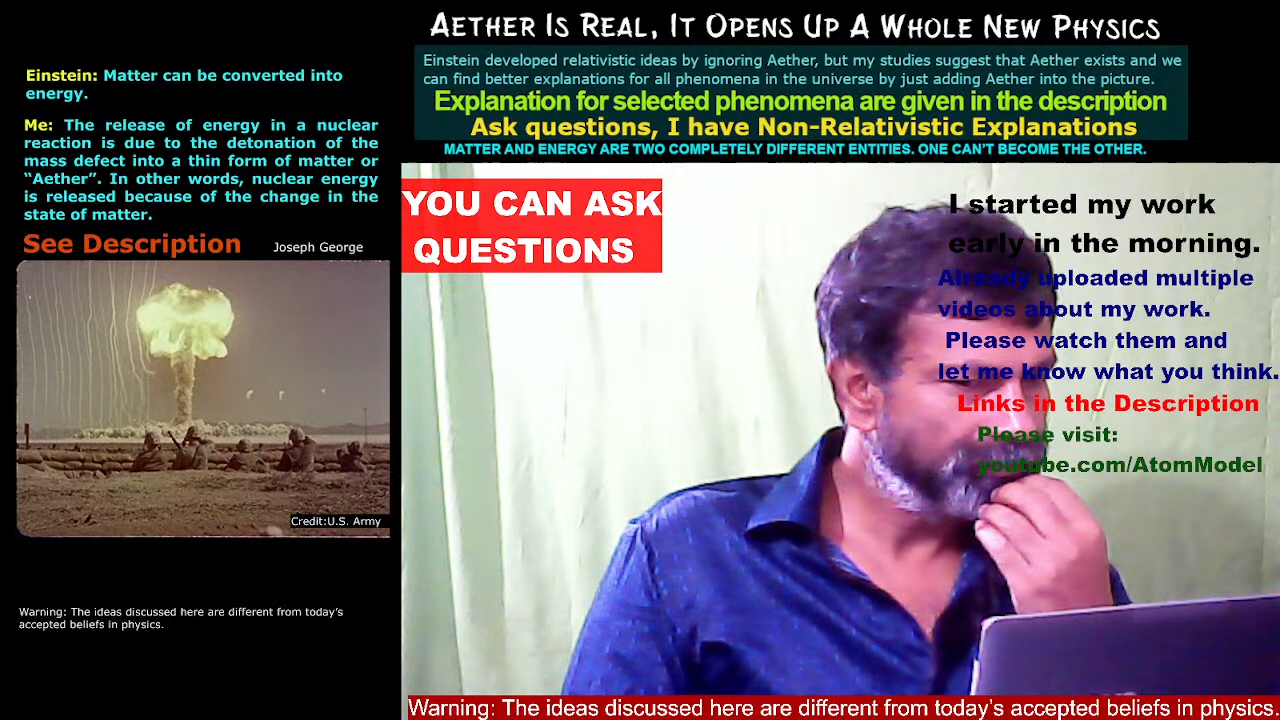 AETHER IS REAL, IT OPENS UP A WHOLE NEW PHYSICS
Einstein developed relativistic ideas by ignoring Aether, but my studies suggest that Aether exists and we
can find better explanations for all phenomena in the universe by just adding Aether into the picture.
Explanation for selected phenomena are given in the description
Ask questions, I have Non-Relativistic Explanations
MATTER AND ENERGY ARE TWO COMPLETELY DIFFERENT ENTITIES. ONE CAN'T BECOME THE OTHER.
Einstein: Matter can be converted into
energy.
Me: The release of energy in a nuclear
reaction is due to the detonation of the
mass defect into a thin form of matter or
“Aether”. In other words, nuclear energy
is released because of the change in the
state of matter.
See Description
Joseph George
Credit:U.S. Army
Warning: The ideas discussed here are different from today’s
accepted beliefs in physics.
YOU CAN ASK
QUESTIONS
I started my work
early in the morning.
Already uploaded multiple
videos about my work.
Please watch them and
let me know what you think.
Links in the Description
Please visit:
youtube.com/AtomModel
Warning: The ideas discussed here are different from today’s accepted beliefs in physics.